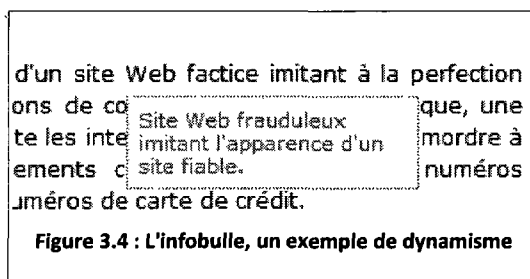 d'un site Web factice imitant à la perfection
ons de co
que, une
te les inte
mordre à
ements c
numéros
uméros de carte de crédit.
Site Web frauduleux
imitant l'apparence d'un
site fiable.
Figure 3.4 : L'infobulle, un exemple de dynamisme